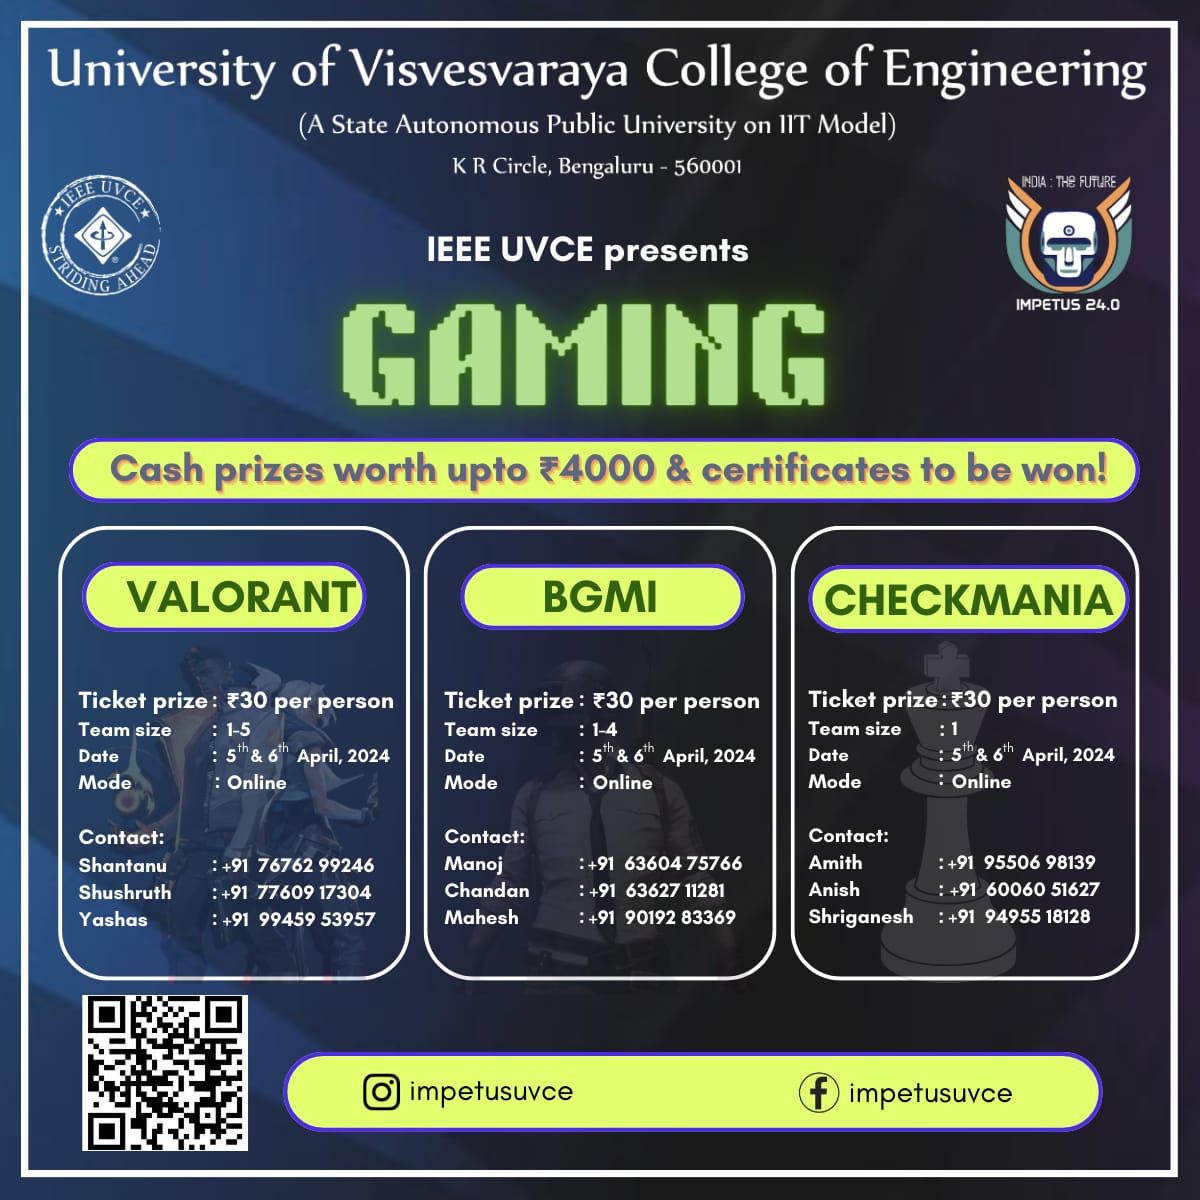 University of Visvesvaraya College of Engineering
(A State Autonomous Public University on IIT Model)
K R Circle, Bengaluru - 560001
IEEE UVCE
STRIDING AHEAD
INDIA : THE FUTURE
IMPETUS 24.0
IEEE UVCE presents
GAMING
Cash prizes worth upto ₹4000 & certificates to be won!
VALORANT
Ticket prize : ₹30 per person
Team size : 1-5
Date : 5th & 6th April, 2024
Mode : Online
Contact:
Shantanu : +91 76762 99246
Shushruth : +91 77609 17304
Yashas : +91 99459 53957
BGMI
Ticket prize : ₹30 per person
Team size : 1-4
Date : 5th & 6th April, 2024
Mode : Online
Contact:
Manoj : +91 63604 75766
Chandan : +91 63627 11281
Mahesh : +91 90192 83369
CHECKMANIA
Ticket prize : ₹30 per person
Team size : 1
Date : 5th & 6th April, 2024
Mode : Online
Contact:
Amith : +91 95506 98139
Anish : +91 60060 51627
Shriganesh : +91 94955 18128
impetusuvce
impetusuvce